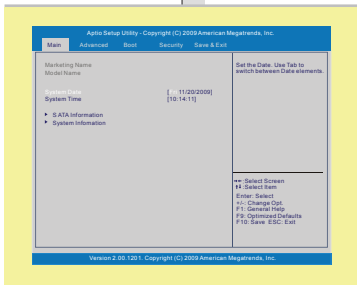 Aptio Setup Utility - Copyright (C) 2009 American Megatrends, Inc.
Main Advanced Boot Security Save & Exit
Marketing Name
Model Name
System Date [Fri 11/20/2009]
System Time [10:14:11]
SATA Information
System Infomation
Set the Date. Use Tab to
switch between Date elements.
→←:Select Screen
↑↓:Select Item
Enter: Select
+/-: Change Opt.
F1: General Help
F9: Optimized Defaults
F10: Save ESC: Exit
Version 2.00.1201. Copyright (C) 2009 American Megatrends, Inc.